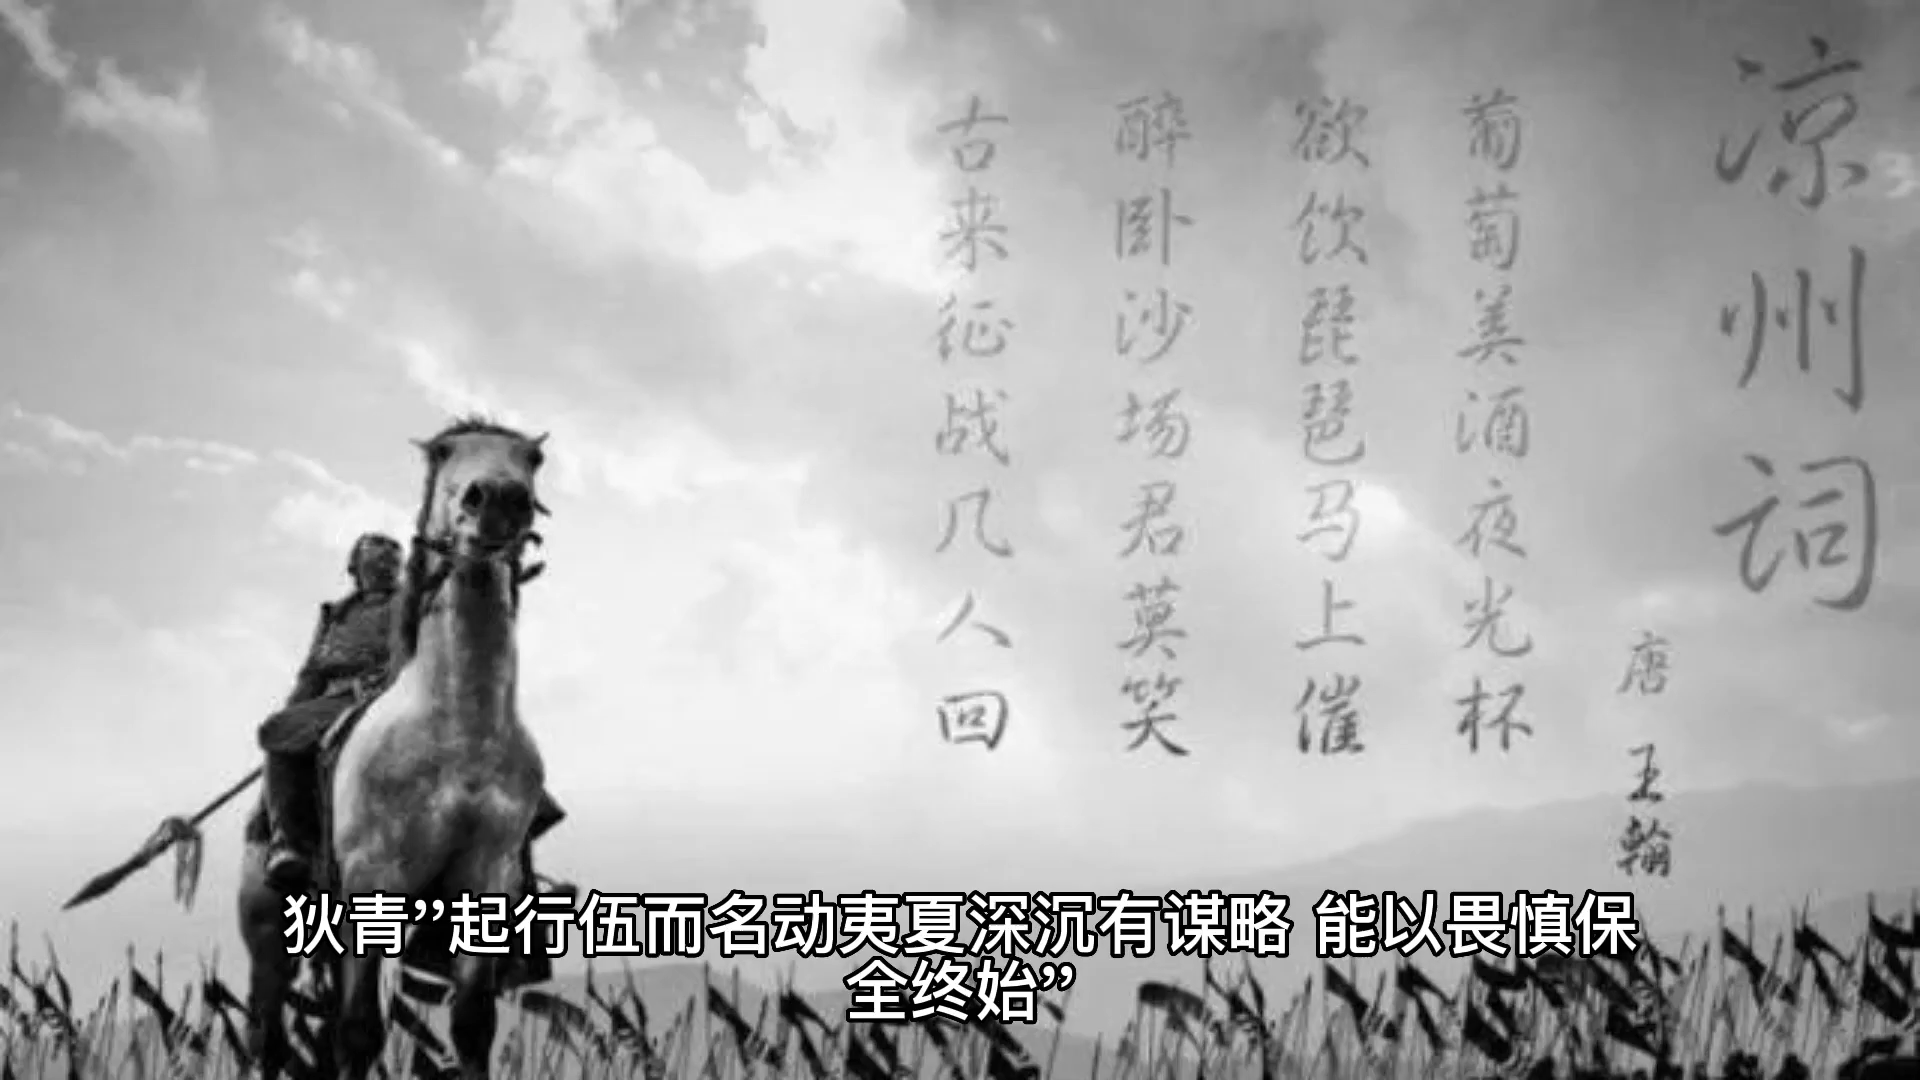 凉州词
唐 王翰
葡萄美酒夜光杯
欲饮琵琶马上催
醉卧沙场君莫笑
古来征战几人回
狄青”起行伍而名动夷夏深沉有谋略 能以畏慎保
全终始”